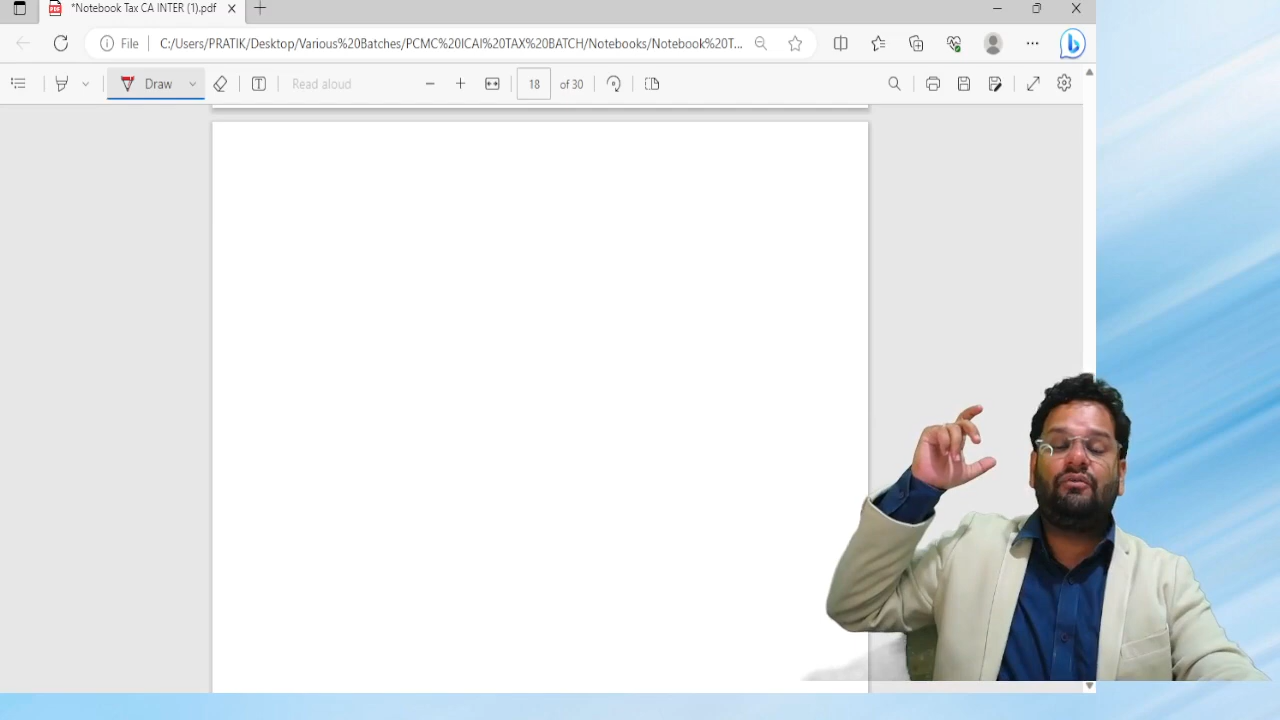 *Notebook Tax CA INTER (1).pdf
File
C:/Users/PRATIK/Desktop/Various%20Batches/PCMC%20ICAI%20TAX%20BATCH/Notebooks/Notebook%20T...
Draw
Read aloud
18
of 30